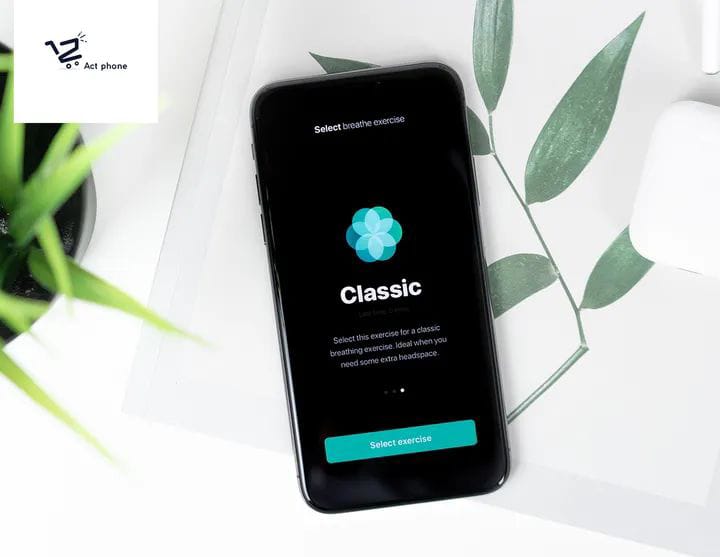 Act phone
Select breathe exercise
Classic
Select this exercise for a classic
breathing exercise. Ideal when you
need some extra headspace.
Select exercise